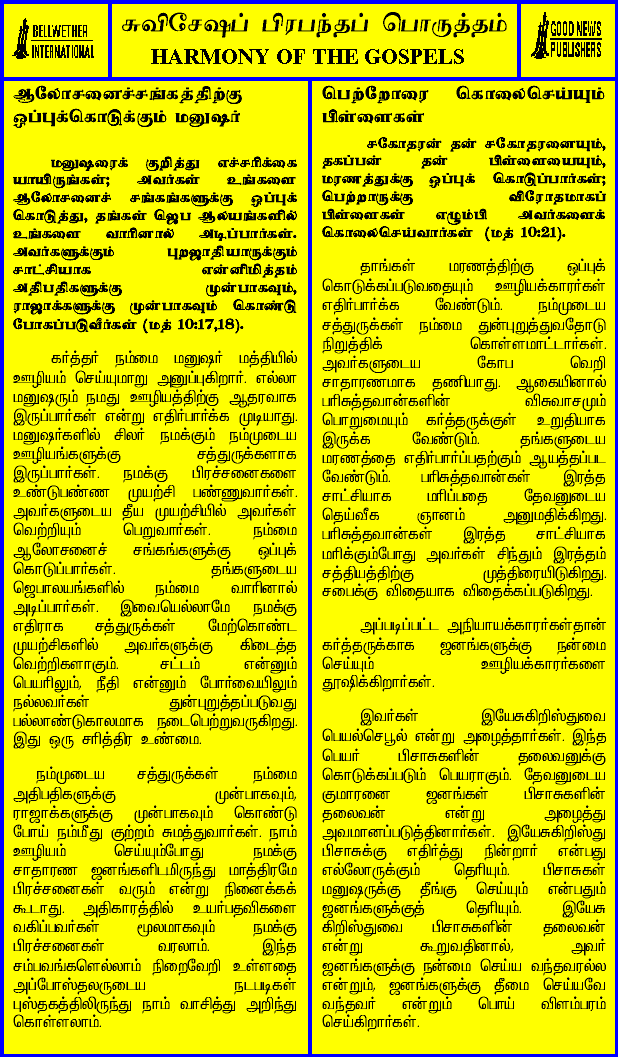 BELLWETHER
INTERNATIONAL
சுவிசேஷப் பிரபந்தப் பொருத்தம்
HARMONY OF THE GOSPELS
GOOD NEWS
PUBLISHERS
ஆலோசனைச்சங்கத்திற்கு
ஒப்புக்கொடுக்கும் மனுஷர்
மனுஷரைக் குறித்து எச்சரிக்கை
யாயிருங்கள்; அவர்கள் உங்களை
ஆலோசனைச் சங்கங்களுக்கு ஒப்புக்
கொடுத்து, தங்கள் ஜெப ஆலயங்களில்
உங்களை வாரினால் அடிப்பார்கள்.
அவர்களுக்கும் புறஜாதியாருக்கும்
சாட்சியாக என்னிமித்தம்
அதிபதிகளுக்கு முன்பாகவும்,
ராஜாக்களுக்கு முன்பாகவும் கொண்டு
போகப்படுவீர்கள் (மத் 10:17,18).
கர்த்தர் நம்மை மனுஷர் மத்தியில்
ஊழியம் செய்யுமாறு அனுப்புகிறார். எல்லா
மனுஷரும் நமது ஊழியத்திற்கு ஆதரவாக
இருப்பார்கள் என்று எதிர்பார்க்க முடியாது.
மனுஷர்களில் சிலர் நமக்கும் நம்முடைய
ஊழியங்களுக்கு சத்துருக்களாக
இருப்பார்கள். நமக்கு பிரச்சனைகளை
உண்டுபண்ண முயற்சி பண்ணுவார்கள்.
அவர்களுடைய தீய முயற்சியில் அவர்கள்
வெற்றியும் பெறுவார்கள். நம்மை
ஆலோசனைச் சங்கங்களுக்கு ஒப்புக்
கொடுப்பார்கள். தங்களுடைய
ஜெபாலயங்களில் நம்மை வாரினால்
அடிப்பார்கள். இவையெல்லாமே நமக்கு
எதிராக சத்துருக்கள் மேற்கொண்ட
முயற்சிகளில் அவர்களுக்கு கிடைத்த
வெற்றிகளாகும். சட்டம் என்னும்
பெயரிலும், நீதி என்னும் போர்வையிலும்
நல்லவர்கள் துன்புறுத்தப்படுவது
பல்லாண்டுகாலமாக நடைபெற்றுவருகிறது.
இது ஒரு சரித்திர உண்மை.
நம்முடைய சத்துருக்கள் நம்மை
அதிபதிகளுக்கு முன்பாகவும்,
ராஜாக்களுக்கு முன்பாகவும் கொண்டு
போய் நம்மீது குற்றம் சுமத்துவார்கள். நாம்
ஊழியம் செய்யும்போது நமக்கு
சாதாரண ஜனங்களிடமிருந்து மாத்திரமே
பிரச்சனைகள் வரும் என்று நினைக்கக்
கூடாது. அதிகாரத்தில் உயர்பதவிகளை
வகிப்பவர்கள் மூலமாகவும் நமக்கு
பிரச்சனைகள் வரலாம். இந்த
சம்பவங்களெல்லாம் நிறைவேறி உள்ளதை
அப்போஸ்தலருடைய நடபடிகள்
புஸ்தகத்திலிருந்து நாம் வாசித்து அறிந்து
கொள்ளலாம்.
பெற்றோரை கொலைசெய்யும்
பிள்ளைகள்
சகோதரன் தன் சகோதரனையும்,
தகப்பன் தன் பிள்ளையையும்,
மரணத்துக்கு ஒப்புக் கொடுப்பார்கள்;
பெற்றாருக்கு விரோதமாகப்
பிள்ளைகள் எழும்பி அவர்களைக்
கொலைசெய்வார்கள் (மத் 10:21).
தாங்கள் மரணத்திற்கு ஒப்புக்
கொடுக்கப்படுவதையும் ஊழியக்காரர்கள்
எதிர்பார்க்க வேண்டும். நம்முடைய
சத்துருக்கள் நம்மை துன்புறுத்துவதோடு
நிறுத்திக் கொள்ளமாட்டார்கள்.
அவர்களுடைய கோப வெறி
சாதாரணமாக தணியாது. ஆகையினால்
பரிசுத்தவான்களின் விசுவாசமும்
பொறுமையும் கர்த்தருக்குள் உறுதியாக
இருக்க வேண்டும். தங்களுடைய
மரணத்தை எதிர்பார்ப்பதற்கும் ஆயத்தப்பட
வேண்டும். பரிசுத்தவான்கள் இரத்த
சாட்சியாக மரிப்பதை தேவனுடைய
தெய்வீக ஞானம் அனுமதிக்கிறது.
பரிசுத்தவான்கள் இரத்த சாட்சியாக
மரிக்கும்போது அவர்கள் சிந்தும் இரத்தம்
சத்தியத்திற்கு முத்திரையிடுகிறது.
சபைக்கு விதையாக விதைக்கப்படுகிறது.
அப்படிப்பட்ட அநியாயக்காரர்கள்தான்
கர்த்தருக்காக ஜனங்களுக்கு நன்மை
செய்யும் ஊழியக்காரர்களை
தூஷிக்கிறார்கள்.
இவர்கள் இயேசுகிறிஸ்துவை
பெயல்செபூல் என்று அழைத்தார்கள். இந்த
பெயர் பிசாசுகளின் தலைவனுக்கு
கொடுக்கப்படும் பெயராகும். தேவனுடைய
குமாரனை ஜனங்கள் பிசாசுகளின்
தலைவன் என்று அழைத்து
அவமானப்படுத்தினார்கள். இயேசுகிறிஸ்து
பிசாசுக்கு எதிர்த்து நின்றார் என்பது
எல்லோருக்கும் தெரியும். பிசாசுகள்
மனுஷருக்கு தீங்கு செய்யும் என்பதும்
ஜனங்களுக்குத் தெரியும். இயேசு
கிறிஸ்துவை பிசாசுகளின் தலைவன்
என்று கூறுவதினால், அவர்
ஜனங்களுக்கு நன்மை செய்ய வந்தவரல்ல
என்றும், ஜனங்களுக்கு தீமை செய்யவே
வந்தவர் என்றும் பொய் விளம்பரம்
செய்கிறார்கள்.